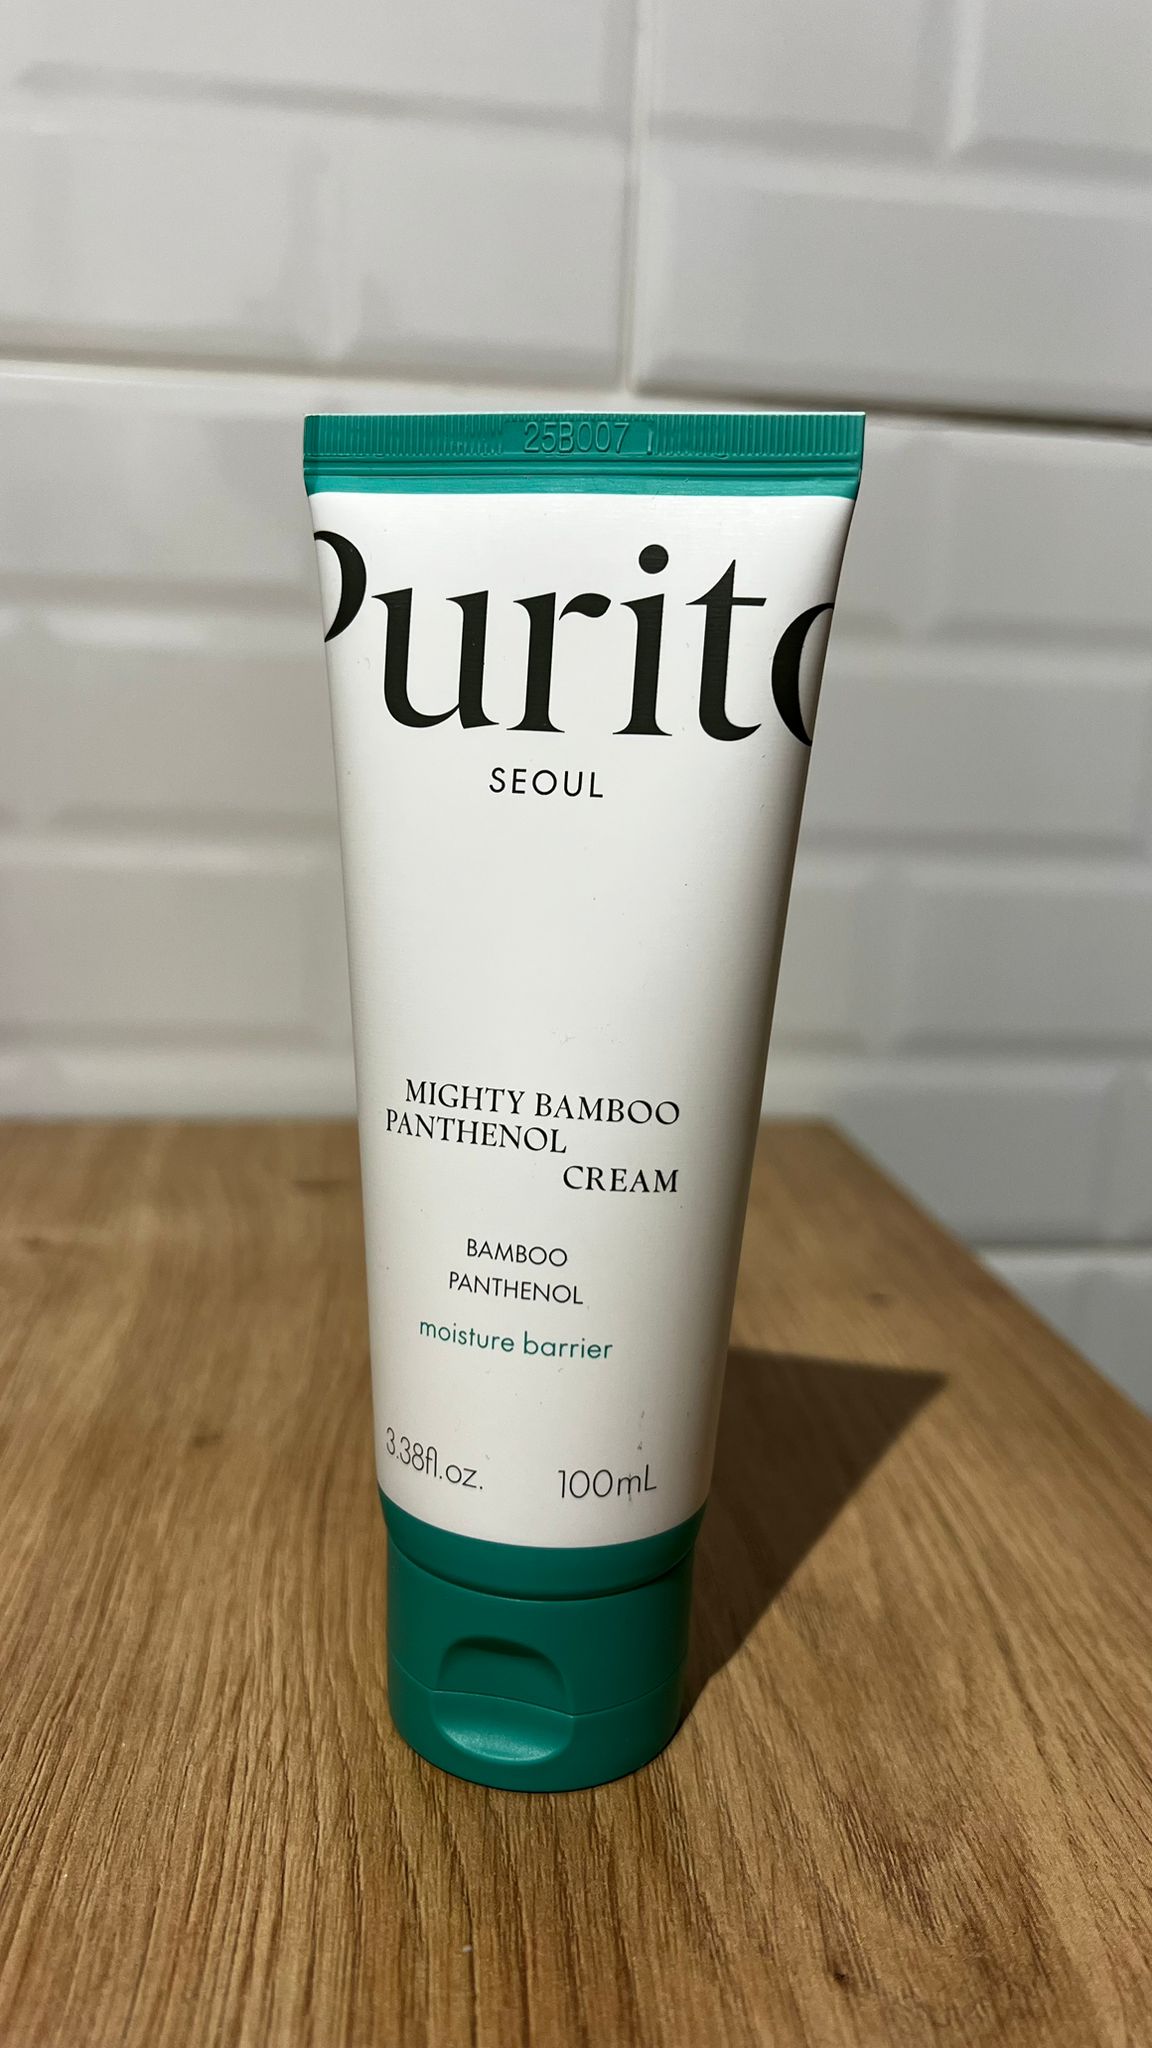 25B007
Purito
SEOUL
MIGHTY BAMBOO
PANTHENOL
CREAM
BAMBOO
PANTHENOL
moisture barrier
3.38fl.oz. 100mL